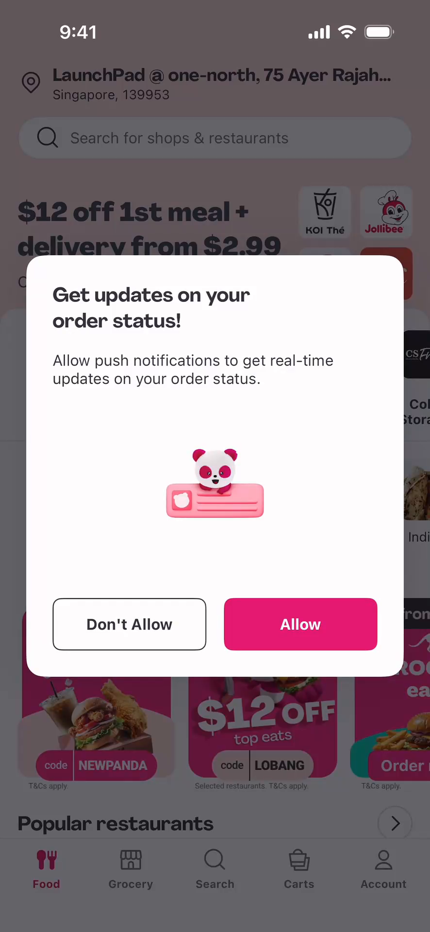 9:41
LaunchPad @ one-north, 75 Ayer Rajah...
Singapore, 139953
Search for shops & restaurants
$12 off 1st meal +
delivery from $2.99
KOI Thé
Jollibee
Get updates on your
order status!
Allow push notifications to get real-time
updates on your order status.
Don't Allow
Allow
$12 OFF
top eats
code NEWPANDA
code LOBANG
Order
T&Cs apply.
Selected restaurants. T&Cs apply.
T&Cs apply.
Popular restaurants
Food
Grocery
Search
Carts
Account